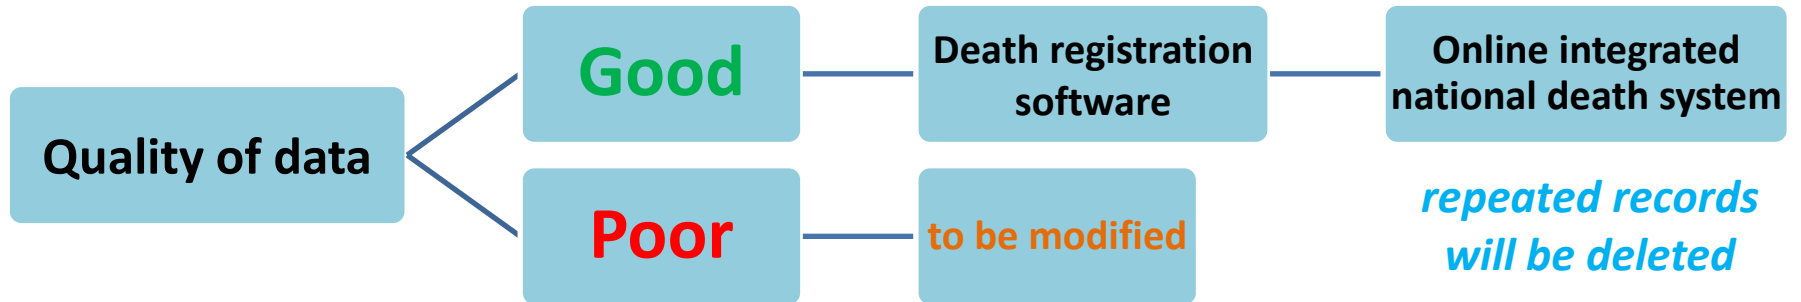 Quality of data
Good
Death registration
software
Online integrated
national death system
Poor
to be modified
repeated records
will be deleted